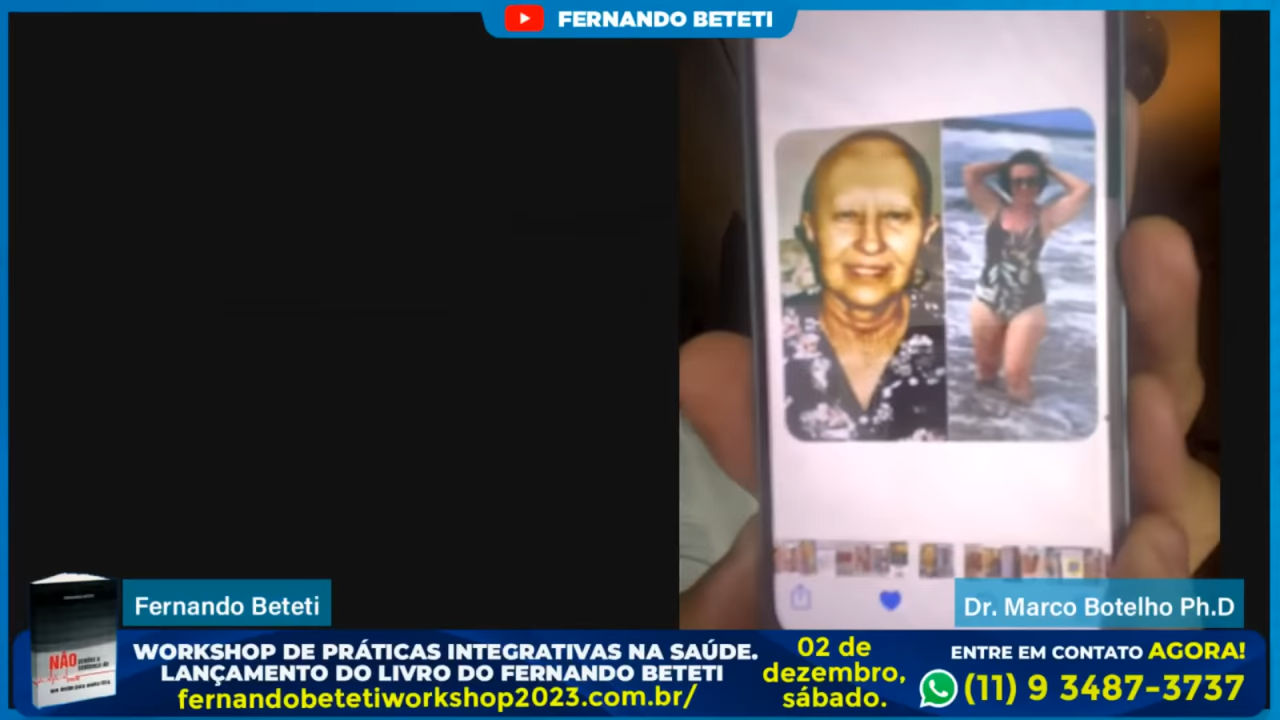 FERNANDO BETETI
Fernando Beteti
Dr. Marco Botelho Ph.D
NÃO
WORKSHOP DE PRÁTICAS INTEGRATIVAS NA SAÚDE.
LANÇAMENTO DO LIVRO DO FERNANDO BETETI
fernandobetetiworkshop2023.com.br/
02 de
dezembro,
sábado.
ENTRE EM CONTATO AGORA!
(11) 9 3487-3737